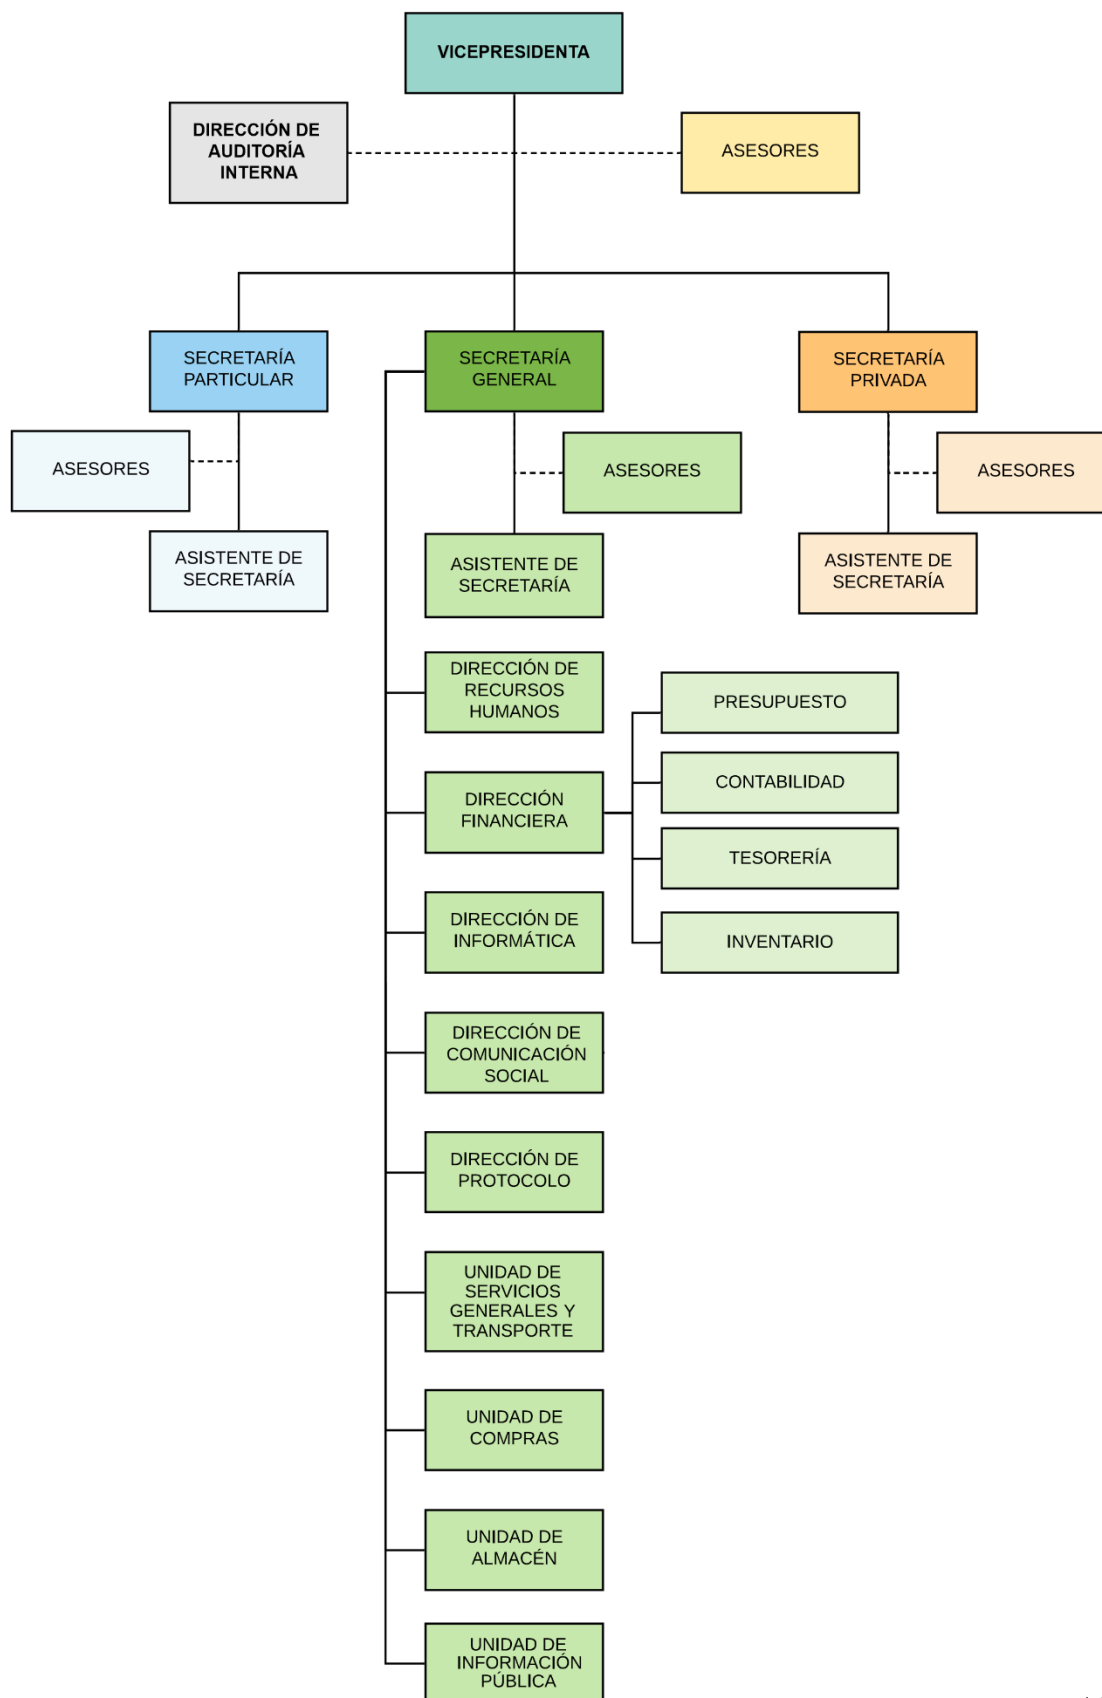 VICEPRESIDENTA
DIRECCIÓN DE
AUDITORÍA
INTERNA
ASESORES
SECRETARÍA
PARTICULAR
SECRETARÍA
GENERAL
SECRETARÍA
PRIVADA
ASESORES
ASESORES
ASESORES
ASISTENTE DE
SECRETARÍA
ASISTENTE DE
SECRETARÍA
ASISTENTE DE
SECRETARÍA
DIRECCIÓN DE
RECURSOS
HUMANOS
DIRECCIÓN
FINANCIERA
PRESUPUESTO
CONTABILIDAD
TESORERÍA
INVENTARIO
DIRECCIÓN DE
INFORMÁTICA
DIRECCIÓN DE
COMUNICACIÓN
SOCIAL
DIRECCIÓN DE
PROTOCOLO
UNIDAD DE
SERVICIOS
GENERALES Y
TRANSPORTE
UNIDAD DE
COMPRAS
UNIDAD DE
ALMACÉN
UNIDAD DE
INFORMACIÓN
PÚBLICA